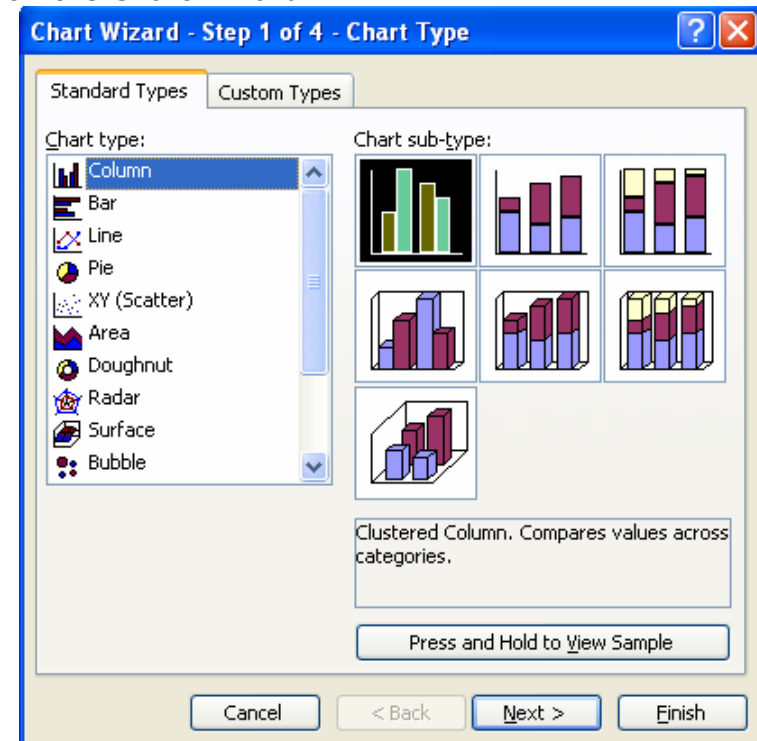 Chart Wizard - Step 1 of 4 - Chart Type
Standard Types
Custom Types
Chart type:
Column
Bar
Line
Pie
XY (Scatter)
Area
Doughnut
Radar
Surface
Bubble
Chart sub-type:
Clustered Column. Compares values across
categories.
Press and Hold to View Sample
Cancel
< Back
Next >
Finish